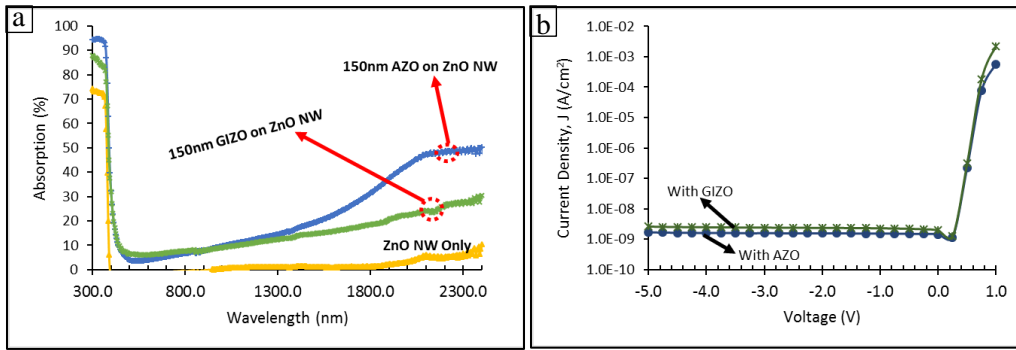 a
100
90
80
70
60
50
40
30
20
10
0
Absorption (%)
300.0 800.0 1300.0 1800.0 2300.0
Wavelength (nm)
150nm AZO on ZnO NW
150nm GIZO on ZnO NW
ZnO NW Only
b
1.0E-02
1.0E-03
1.0E-04
1.0E-05
1.0E-06
1.0E-07
1.0E-08
1.0E-09
1.0E-10
Current Density, J (A/cm²)
-5.0 -4.0 -3.0 -2.0 -1.0 0.0 1.0
Voltage (V)
With GIZO
With AZO